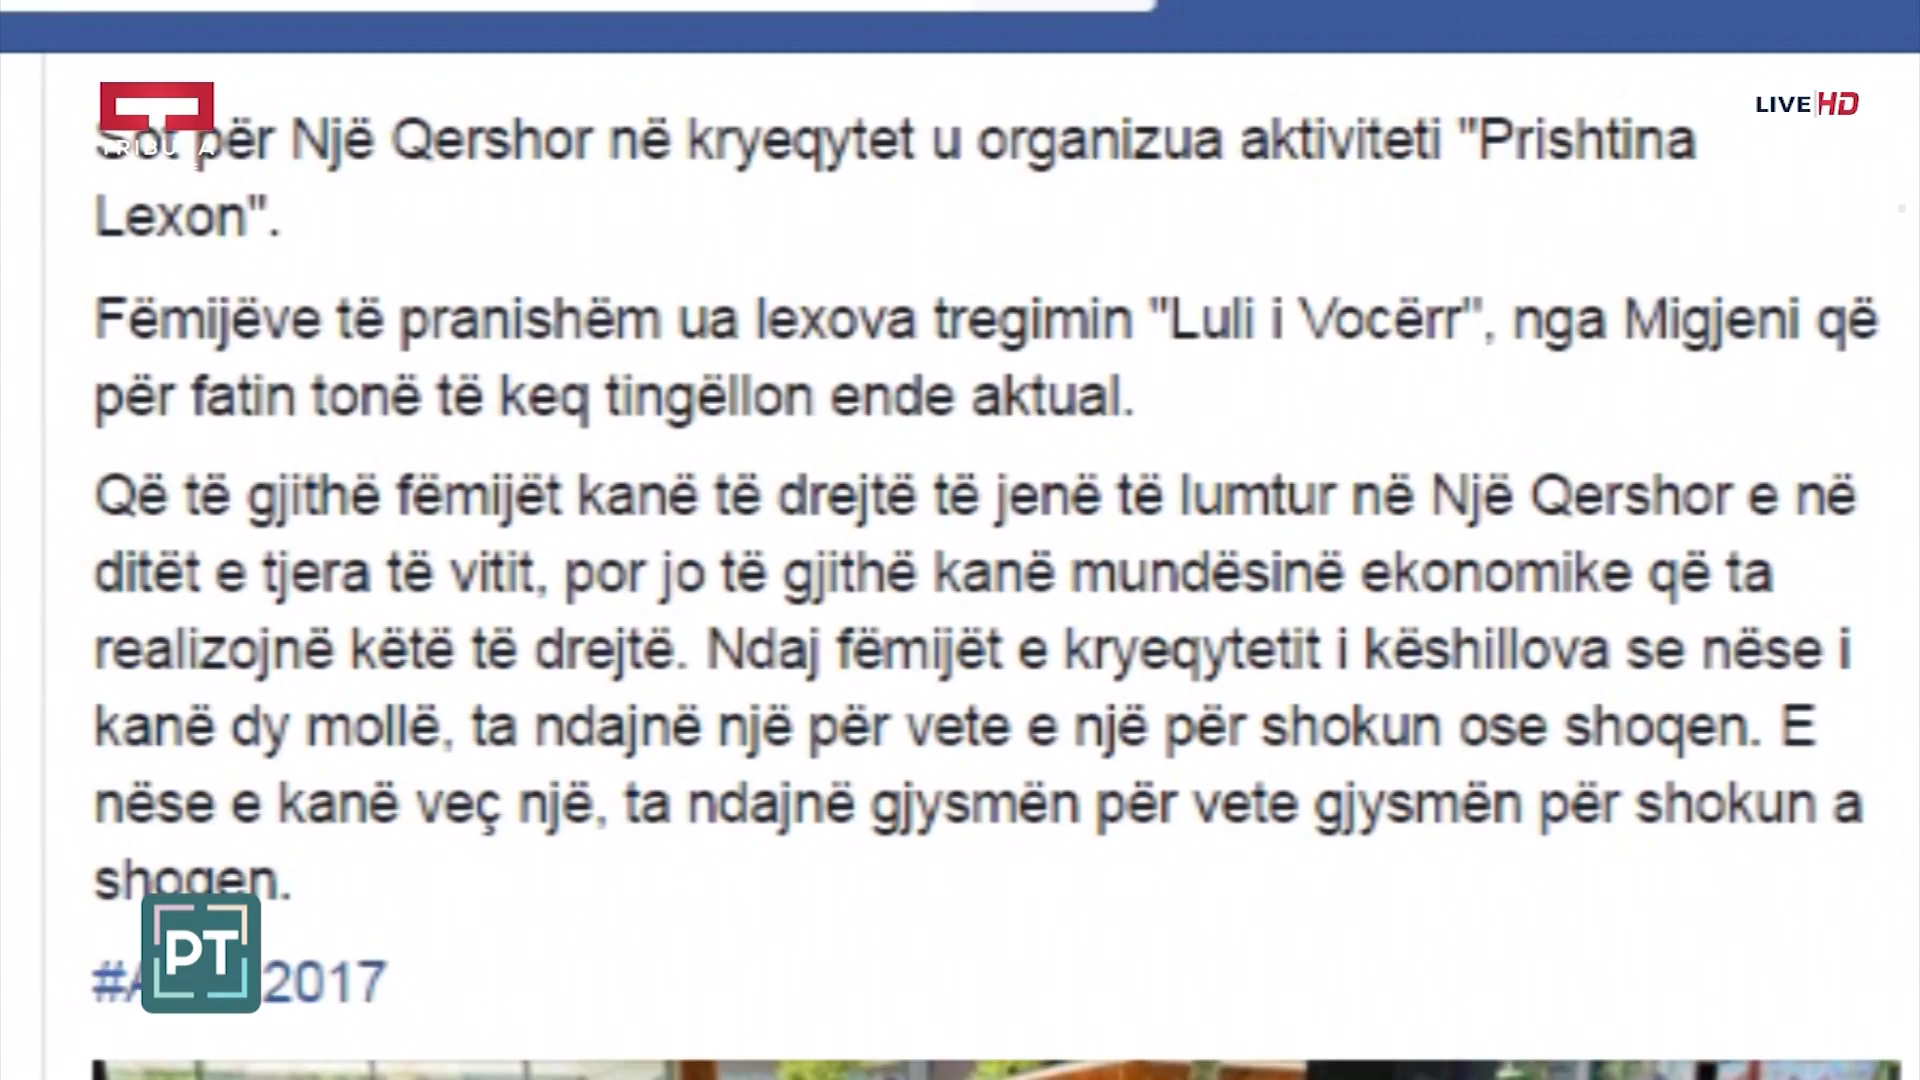 LIVE HD
për Një Qershor në kryeqytet u organizua aktiviteti "Prishtina
Lexon".
Fëmijëve të pranishëm ua lexova tregimin "Luli i Vocërr", nga Migjeni që
për fatin tonë të keq tingëllon ende aktual.
Që të gjithë fëmijët kanë të drejtë të jenë të lumtur në Një Qershor e në
ditët e tjera të vitit, por jo të gjithë kanë mundësinë ekonomike që ta
realizojnë këtë të drejtë. Ndaj fëmijët e kryeqytetit i këshillova se nëse i
kanë dy mollë, ta ndajnë një për vete e një për shokun ose shoqen. E
nëse e kanë veç një, ta ndajnë gjysmën për vete gjysmën për shokun a
shoqen.
PT
2017